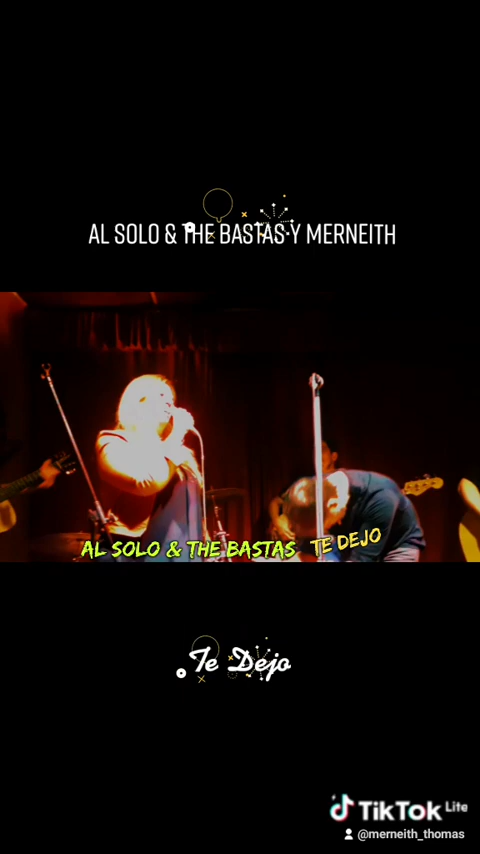 AL SOLO & THE BASTAS Y MERNEITH
AL SOLO & THE BASTAS TE DEJO
Te Dejo
TikTok Lite
@merneith_thomas